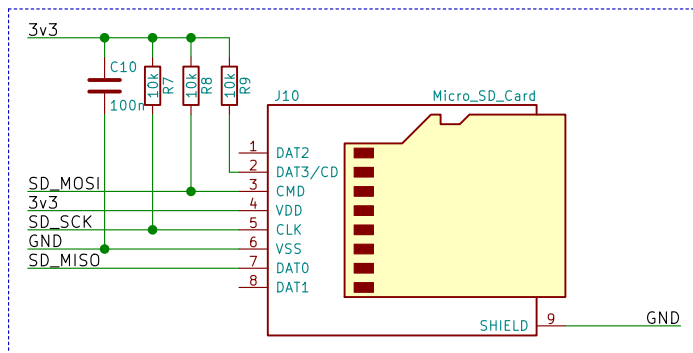 3v3
C10
100n
10k
R7
10k
R8
10k
R9
J10
Micro_SD_Card
1 DAT2
2 DAT3/CD
SD_MOSI 3 CMD
3v3 4 VDD
SD_SCK 5 CLK
GND 6 VSS
SD_MISO 7 DAT0
8 DAT1
SHIELD 9 GND